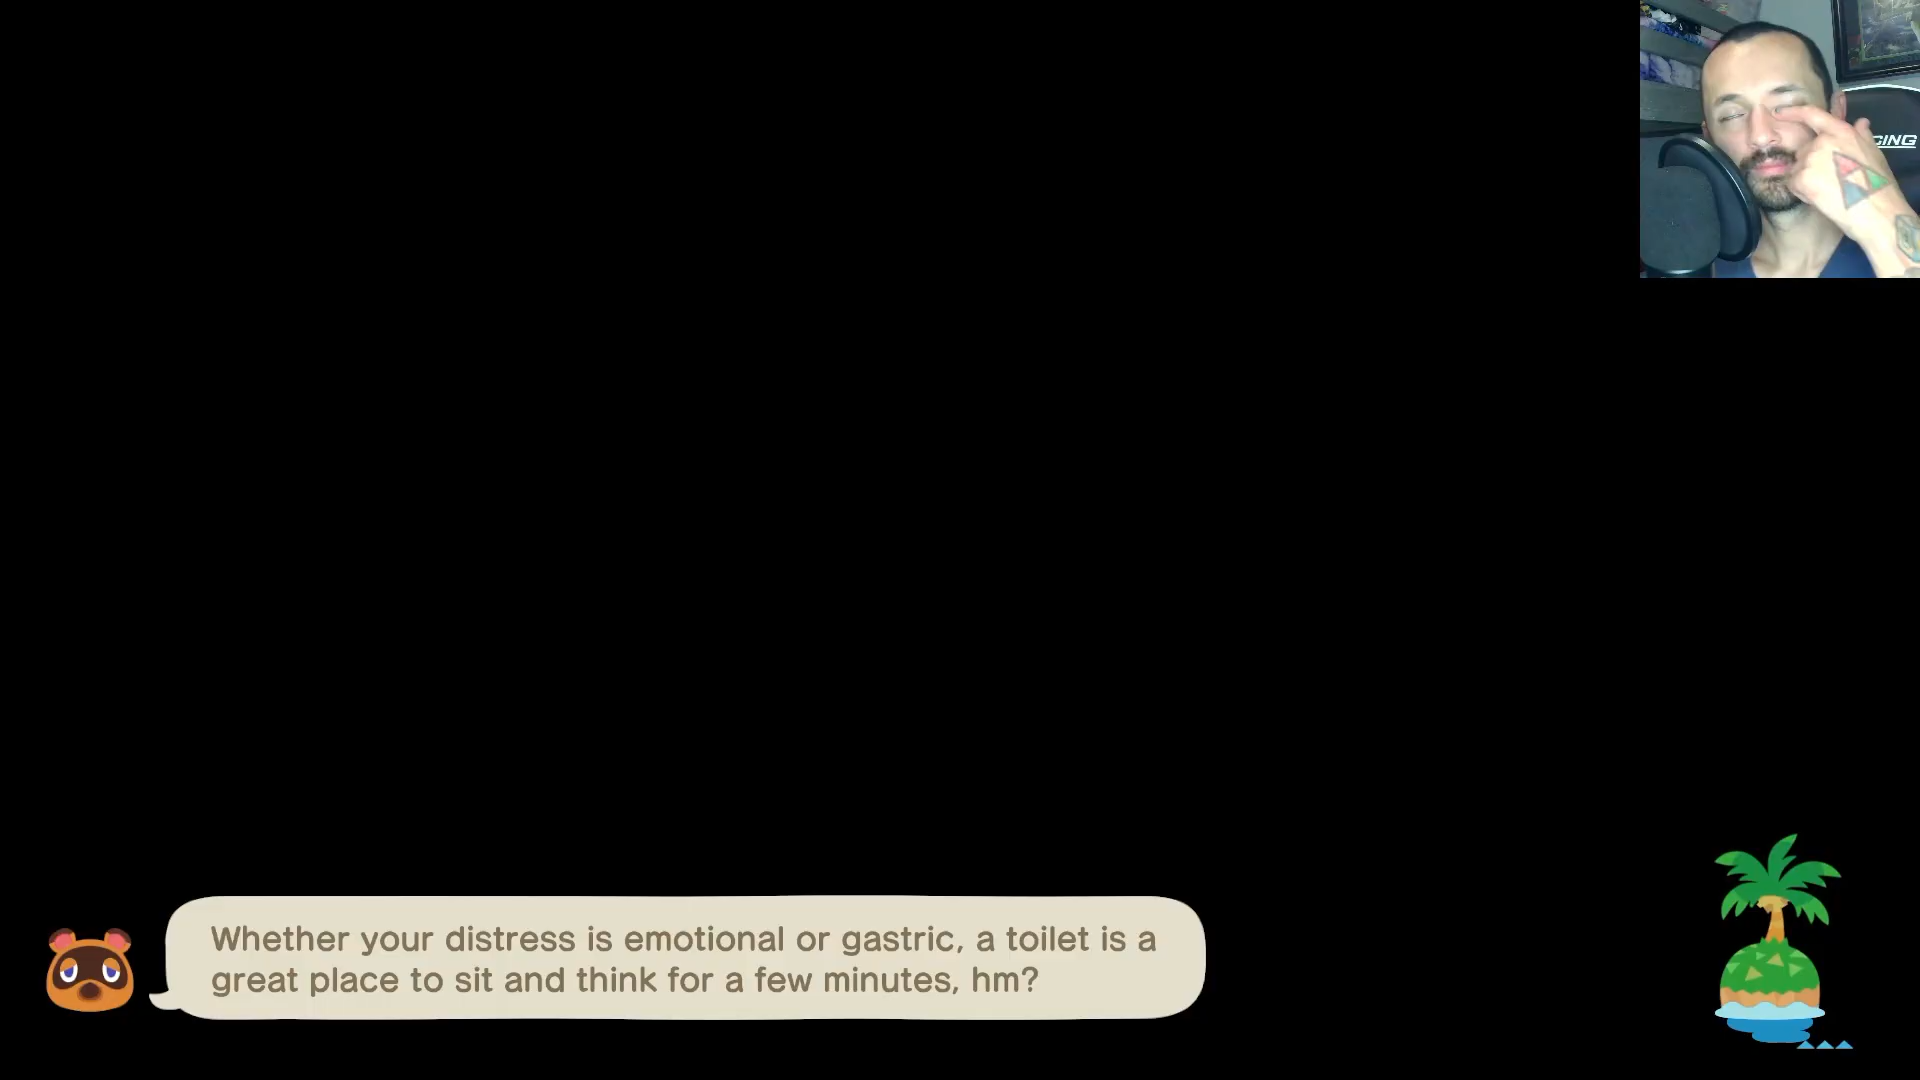 CING
Whether your distress is emotional or gastric, a toilet is a
great place to sit and think for a few minutes, hm?